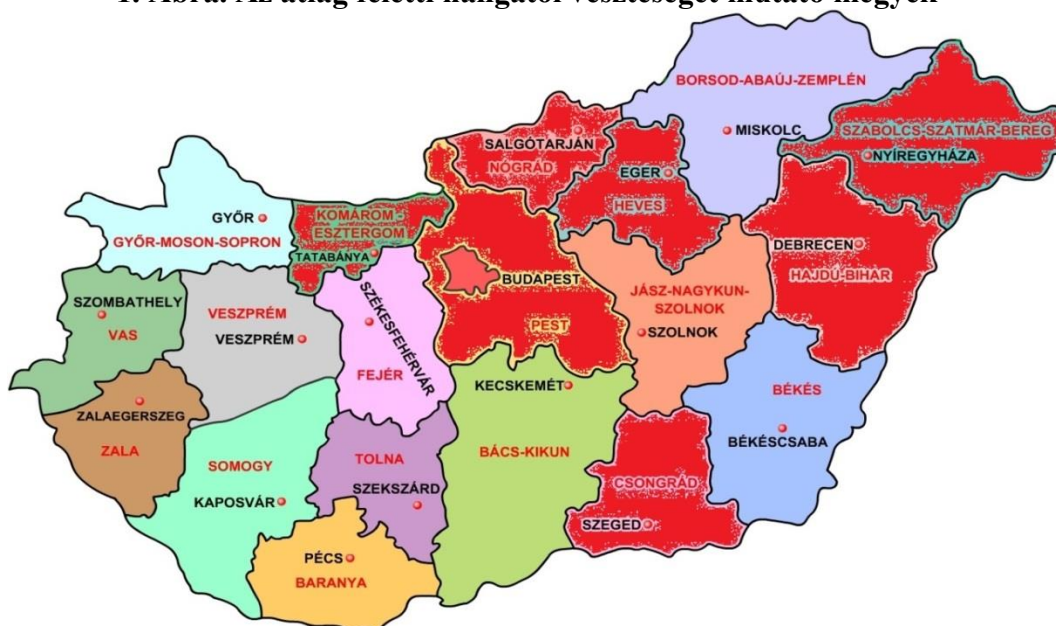 1. Ábra: Az átlag feletti hallgatói veszteséget mutató megyék
BORSOD-ABAÚJ-ZEMPLÉN
MISKOLC
SZABOLCS-SZATMÁR-BEREG
NYÍREGYHÁZA
SALGÓTARJÁN
NÓGRÁD
EGER
HEVES
GYŐR
GYŐR-MOSON-SOPRON
KOMÁROM -
ESZTERGOM
TATABÁNYA
DEBRECEN
HAJDÚ-BIHAR
BUDAPEST
PEST
JÁSZ-NAGYKUN-
SZOLNOK
SZOLNOK
SZOMBATHELY
VAS
VESZPRÉM
VESZPRÉM
SZÉKESFEHÉRVÁR
FEJÉR
KECSKEMÉT
BÉKÉS
BÉKÉSCSABA
ZALAEGERSZEG
ZALA
SOMOGY
KAPOSVÁR
TOLNA
SZEKSZÁRD
BÁCS-KIKUN
CSONGRÁD
SZEGED
PÉCS
BARANYA